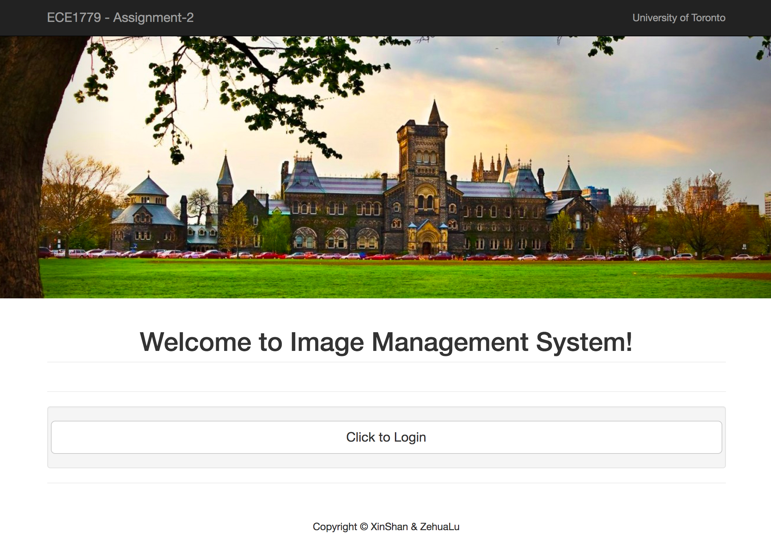 ECE1779 - Assignment-2
University of Toronto
Welcome to Image Management System!
Click to Login
Copyright © XinShan & ZehuaLu